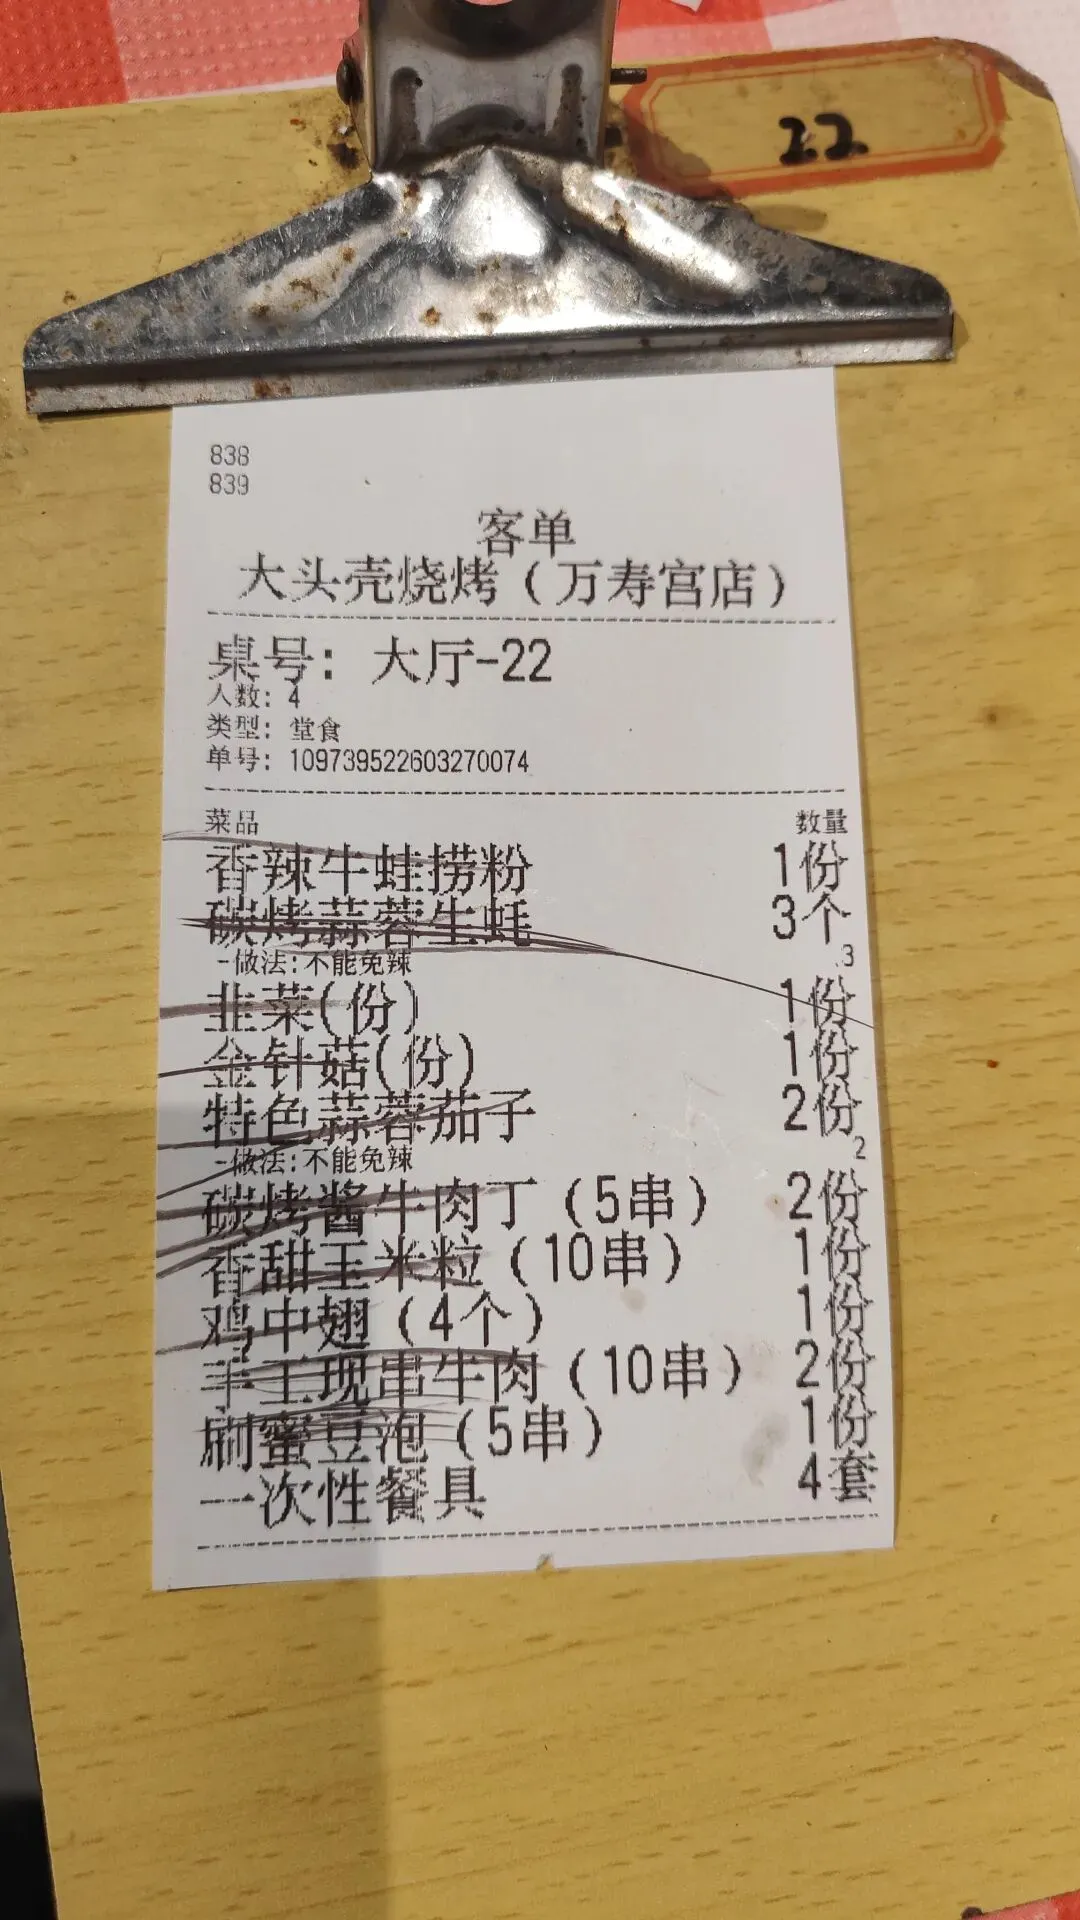 22
838
839
客单
大头壳烧烤（万寿宫店）
桌号: 大厅-22
人数: 4
类型: 堂食
单号: 109739522603270074
菜品 数量
香辣牛蛙捞粉 1份
碳烤蒜蓉生蚝 3个
-做法:不能免辣 3
韭菜(份) 1份
金针菇(份) 1份
特色蒜蓉茄子 2份
-做法:不能免辣 2
碳烤酱牛肉丁（5串） 2份
香甜玉米粒（10串） 1份
鸡中翅（4个） 1份
手工现串牛肉（10串） 2份
刷蜜豆泡（5串） 1份
一次性餐具 4套